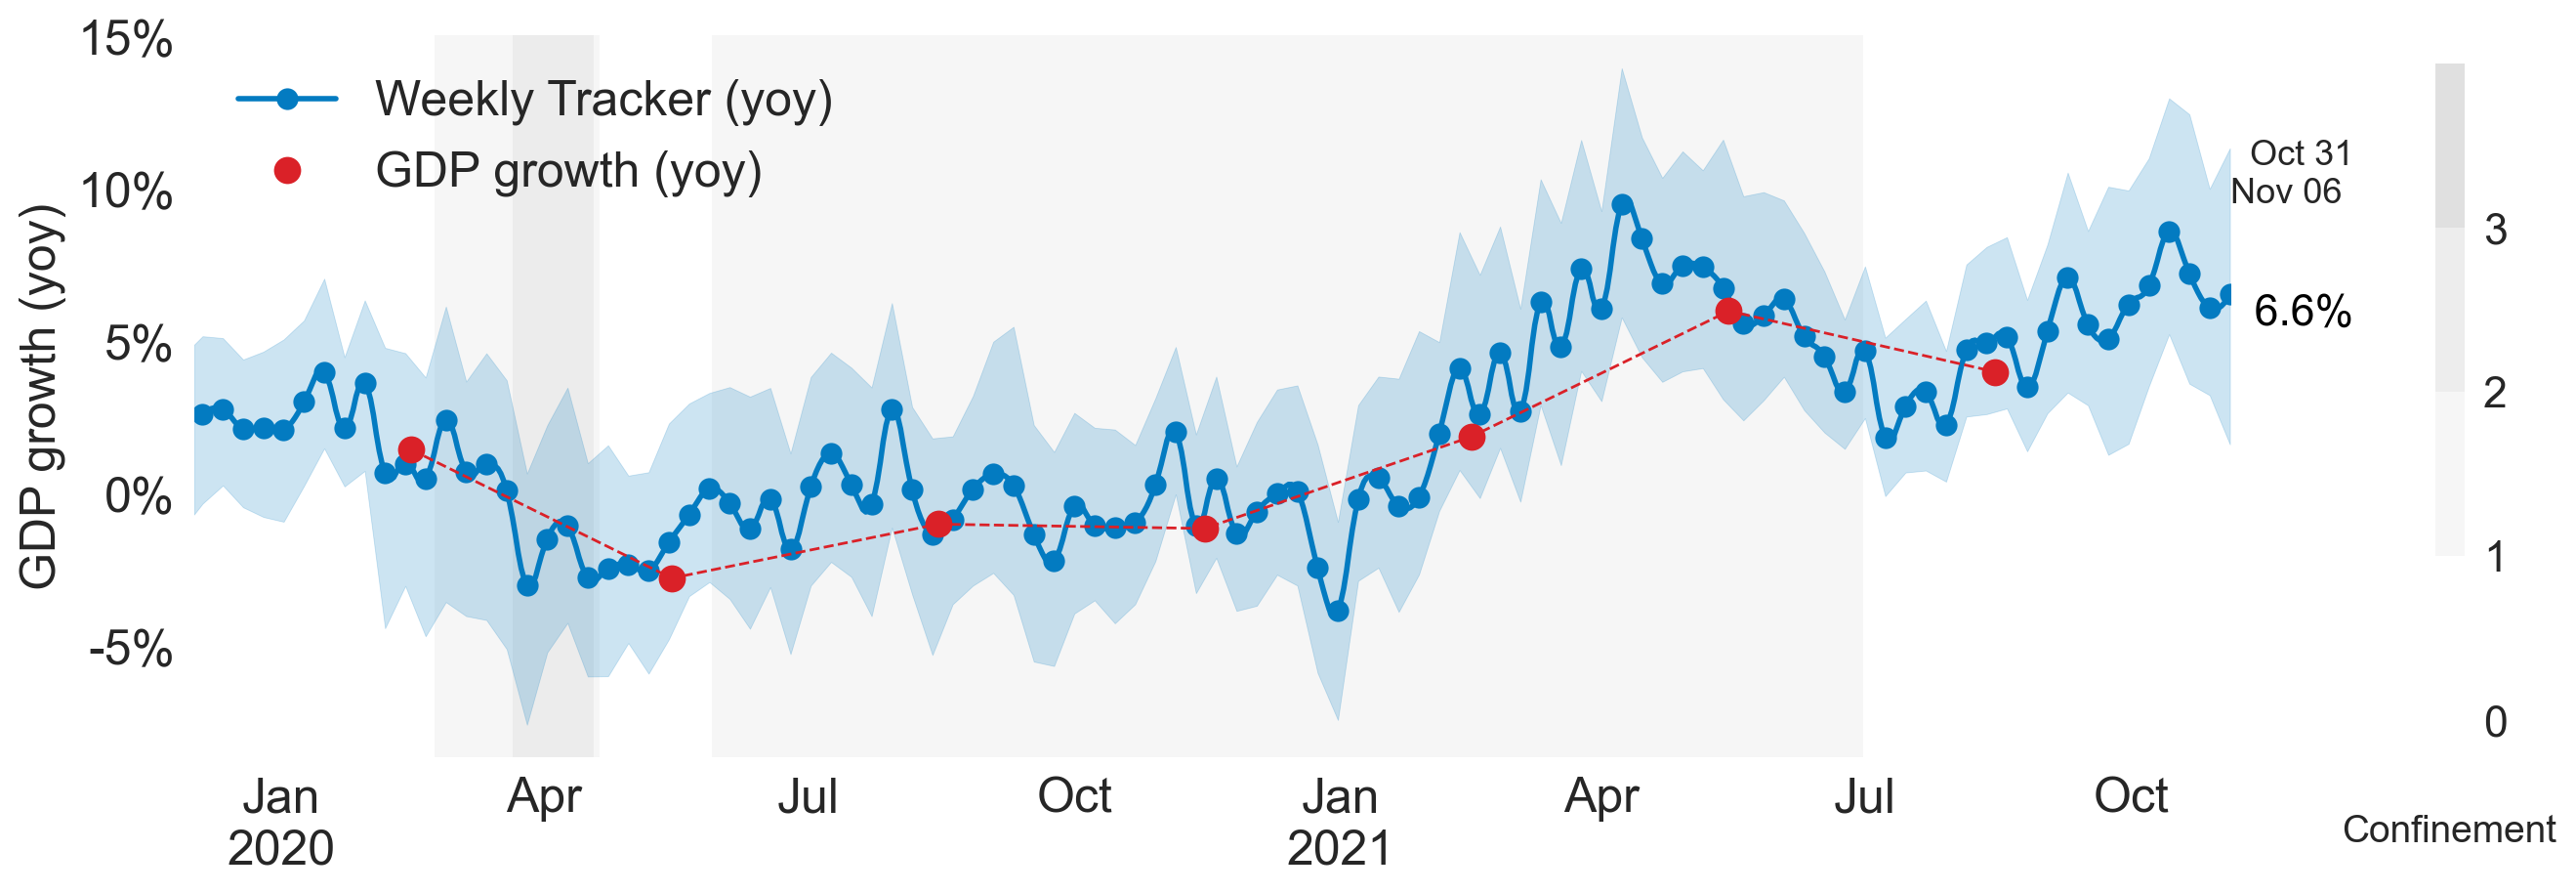 15%
10%
5%
0%
-5%
GDP growth (yoy)
Weekly Tracker (yoy)
GDP growth (yoy)
Oct 31
Nov 06
6.6%
3
2
1
0
Confinement
Jan
2020
Apr
Jul
Oct
Jan
2021
Apr
Jul
Oct